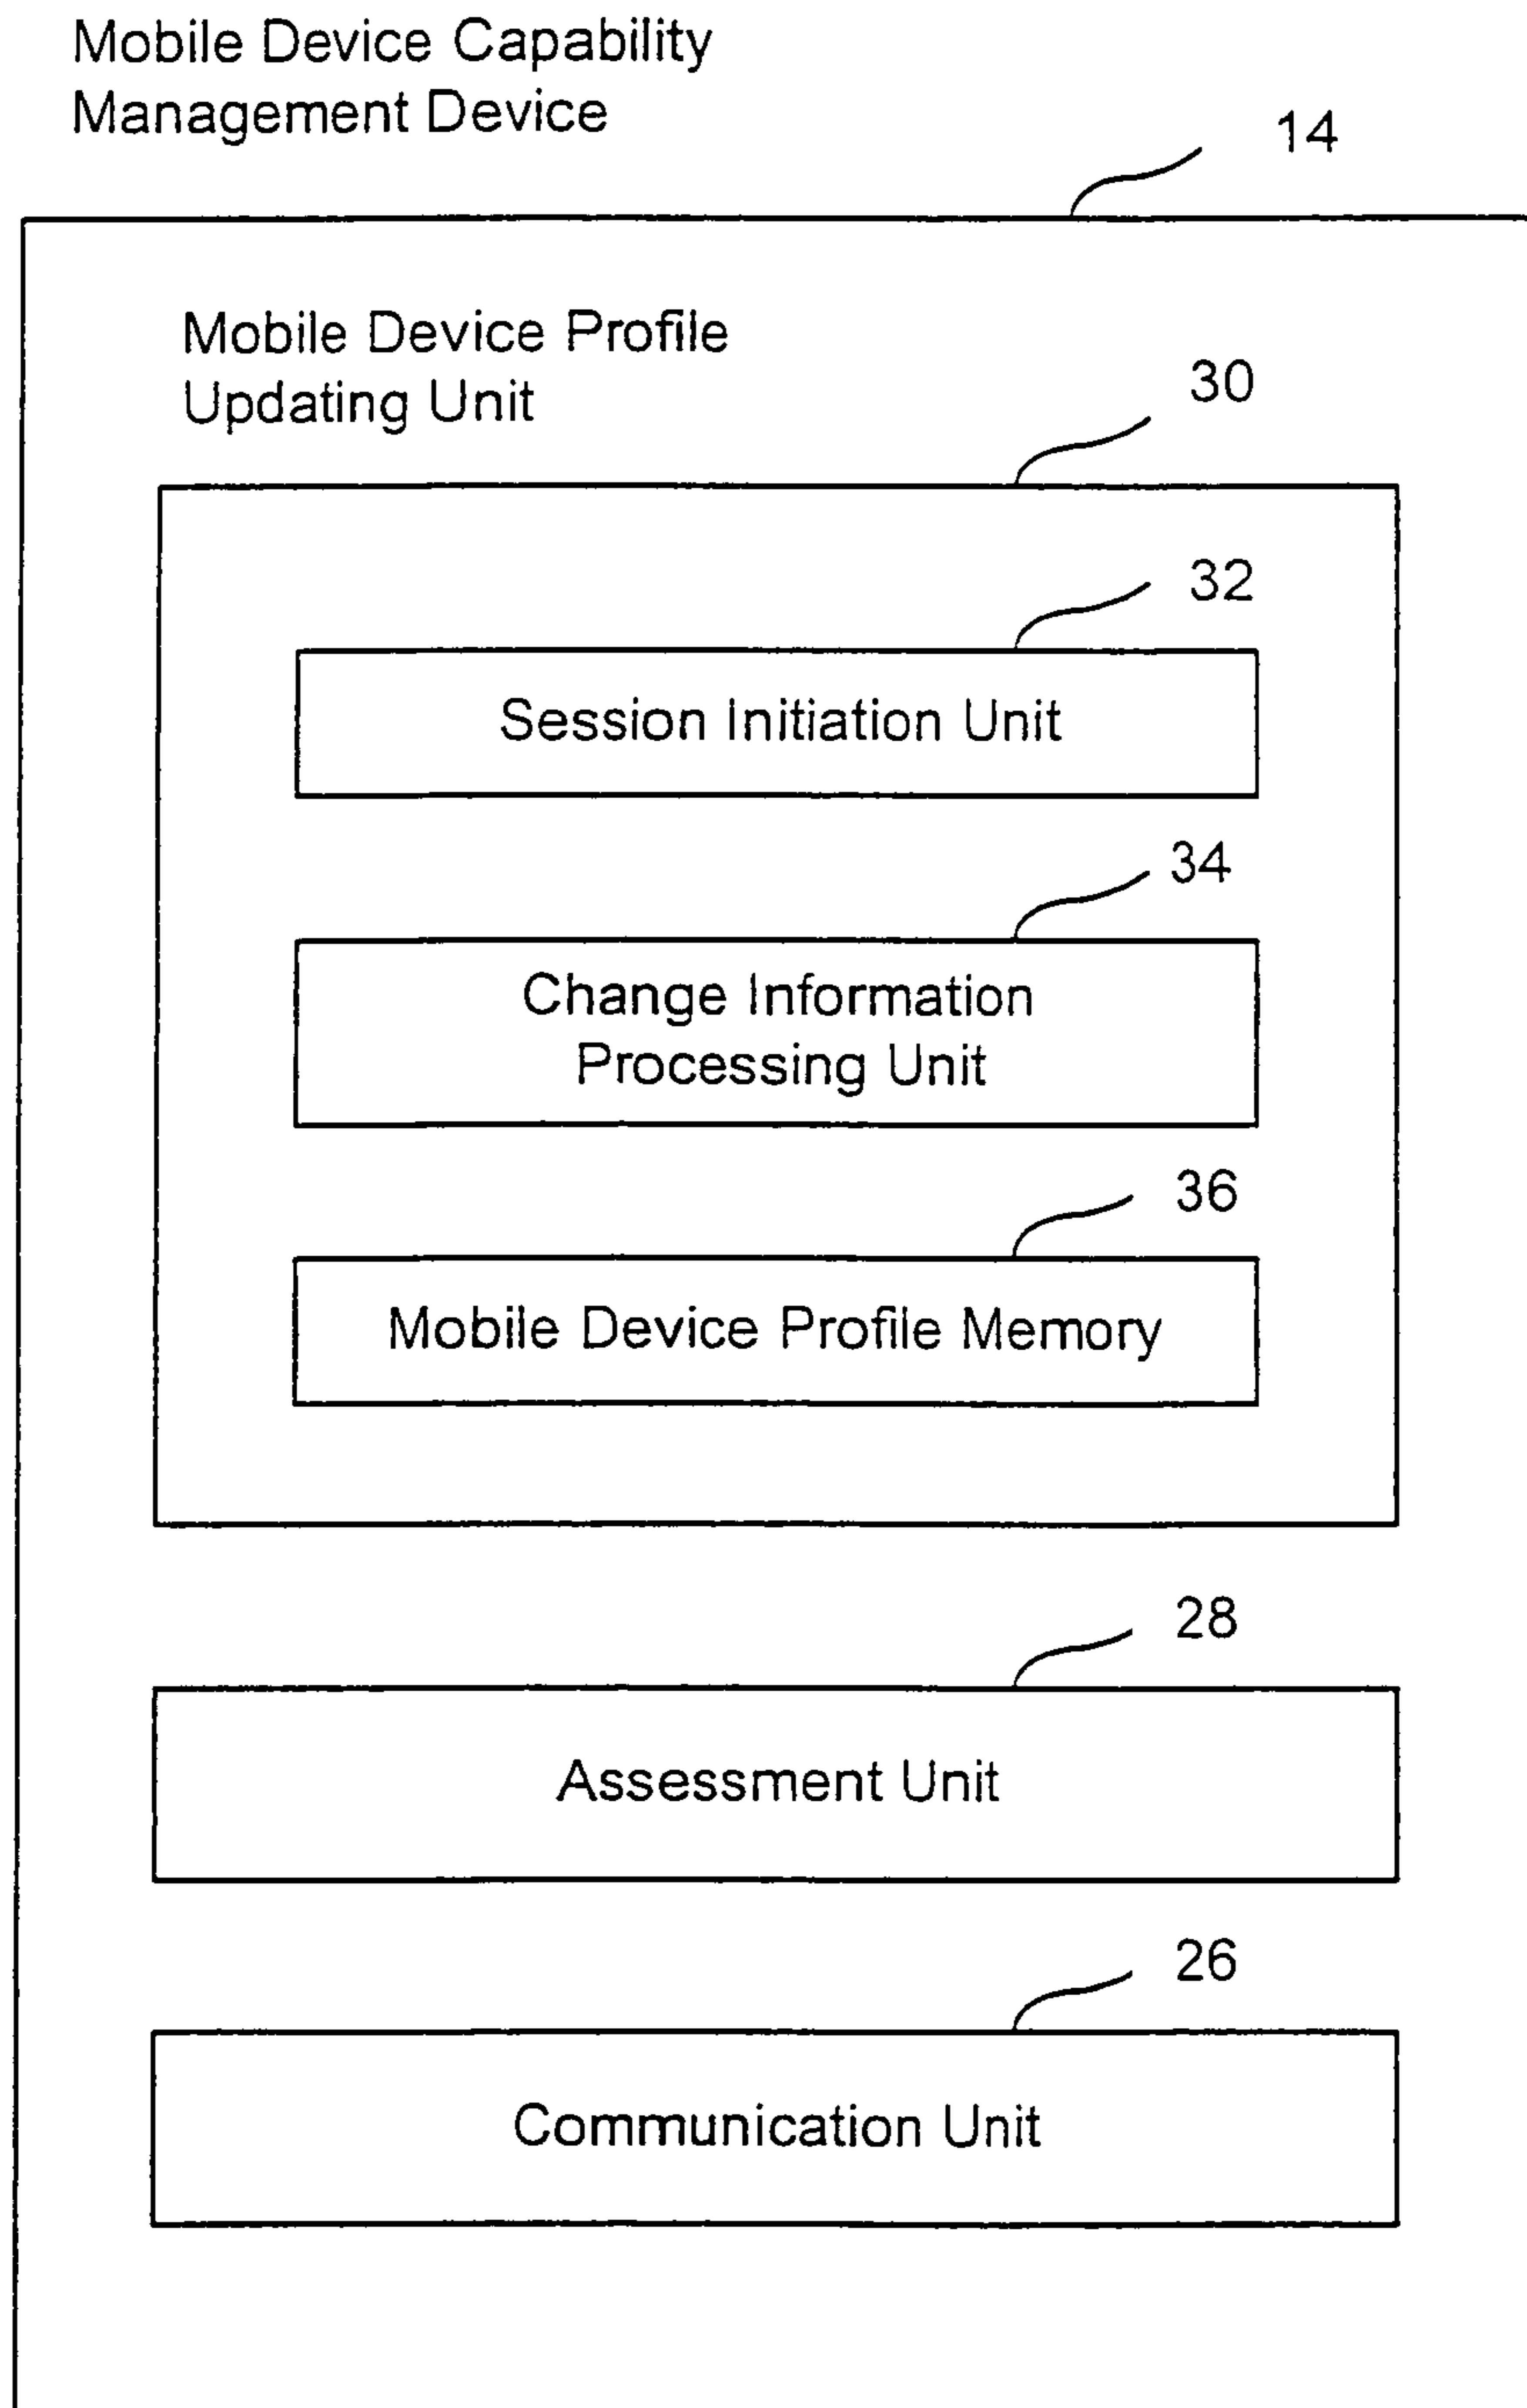 Mobile Device Capability
Management Device
14
Mobile Device Profile
Updating Unit
30
32
Session Initiation Unit
34
Change Information
Processing Unit
36
Mobile Device Profile Memory
28
Assessment Unit
26
Communication Unit